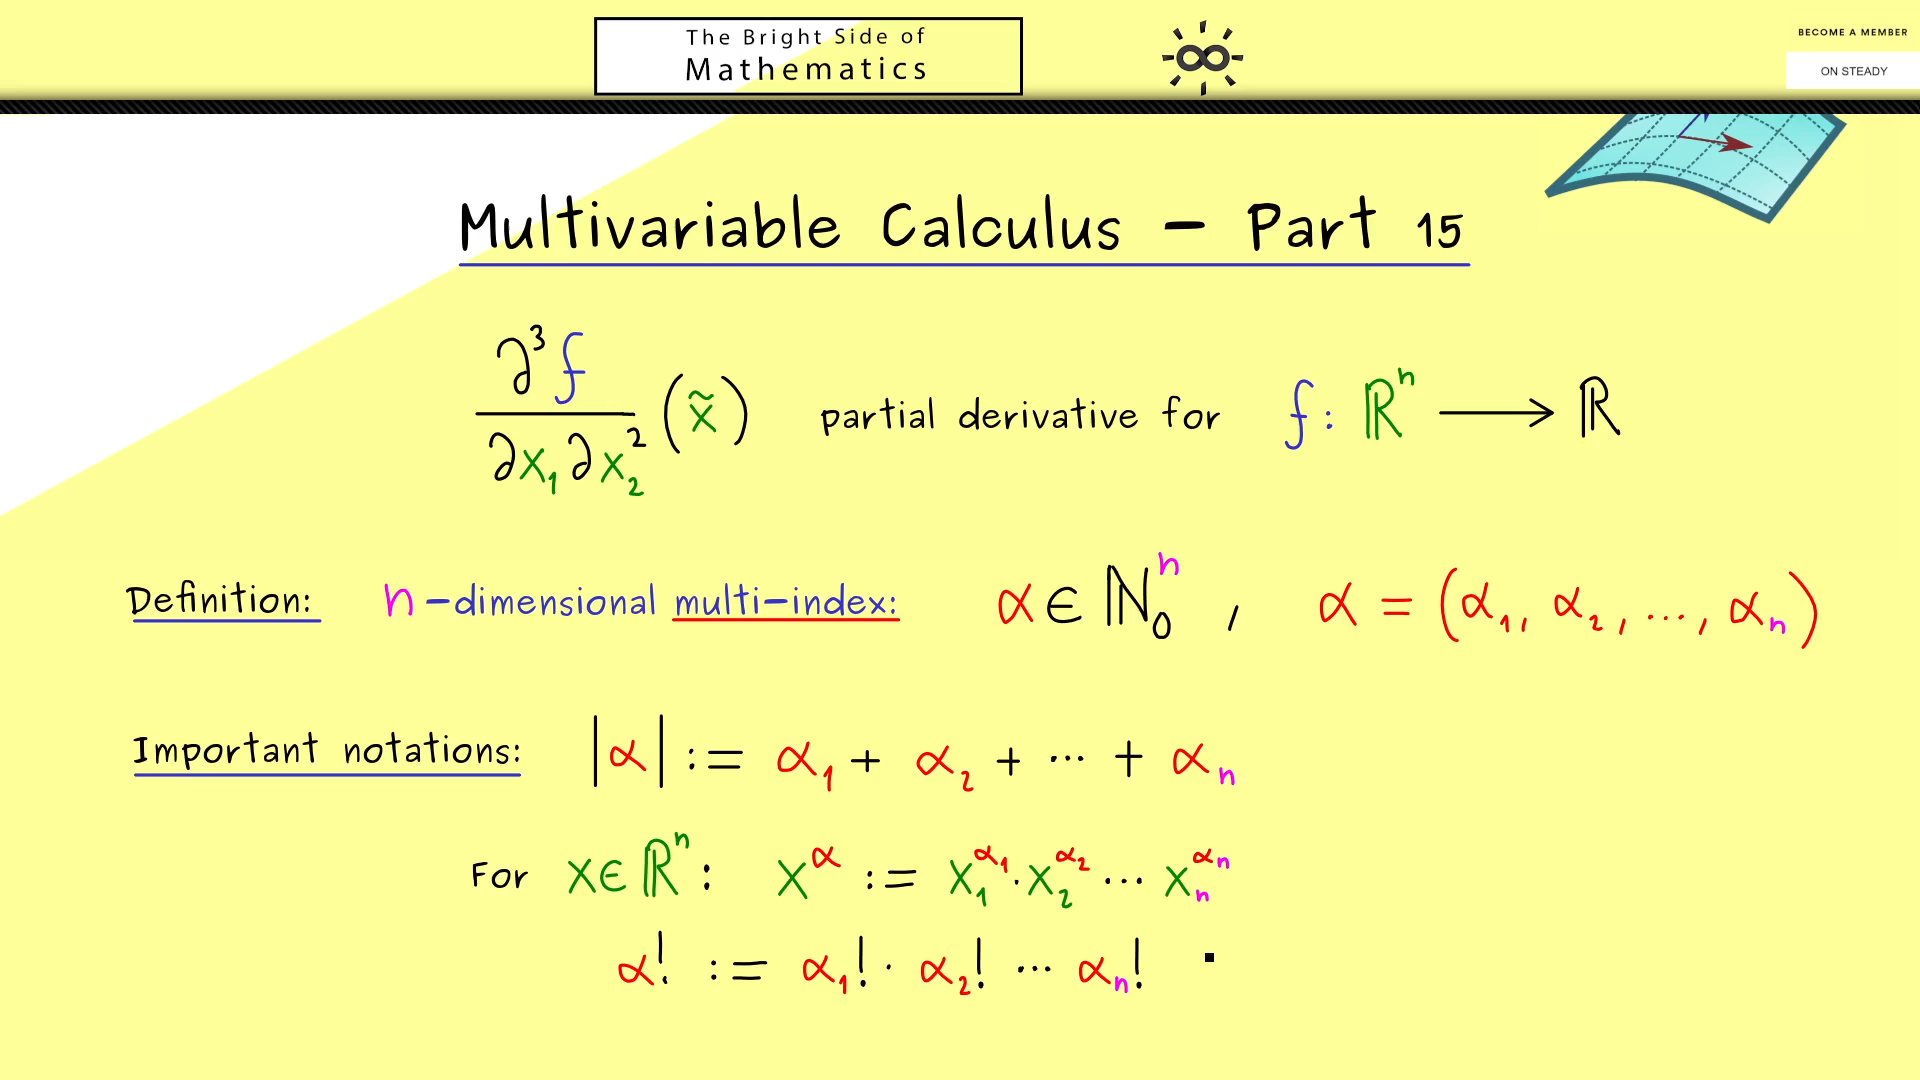 The Bright Side of
Mathematics
BECOME A MEMBER
ON STEADY
Multivariable Calculus – Part 15
∂³f / ∂x₁∂x₂² (x̃) partial derivative for f: ℝⁿ ⟶ ℝ
Definition: n-dimensional multi-index: α ∈ ℕ₀ⁿ , α = (α₁, α₂, ..., αₙ)
Important notations: |α| := α₁ + α₂ + ··· + αₙ
For x ∈ ℝⁿ: x^α := x₁^α₁ · x₂^α₂ ··· xₙ^αₙ
α! := α₁! · α₂! ··· αₙ!